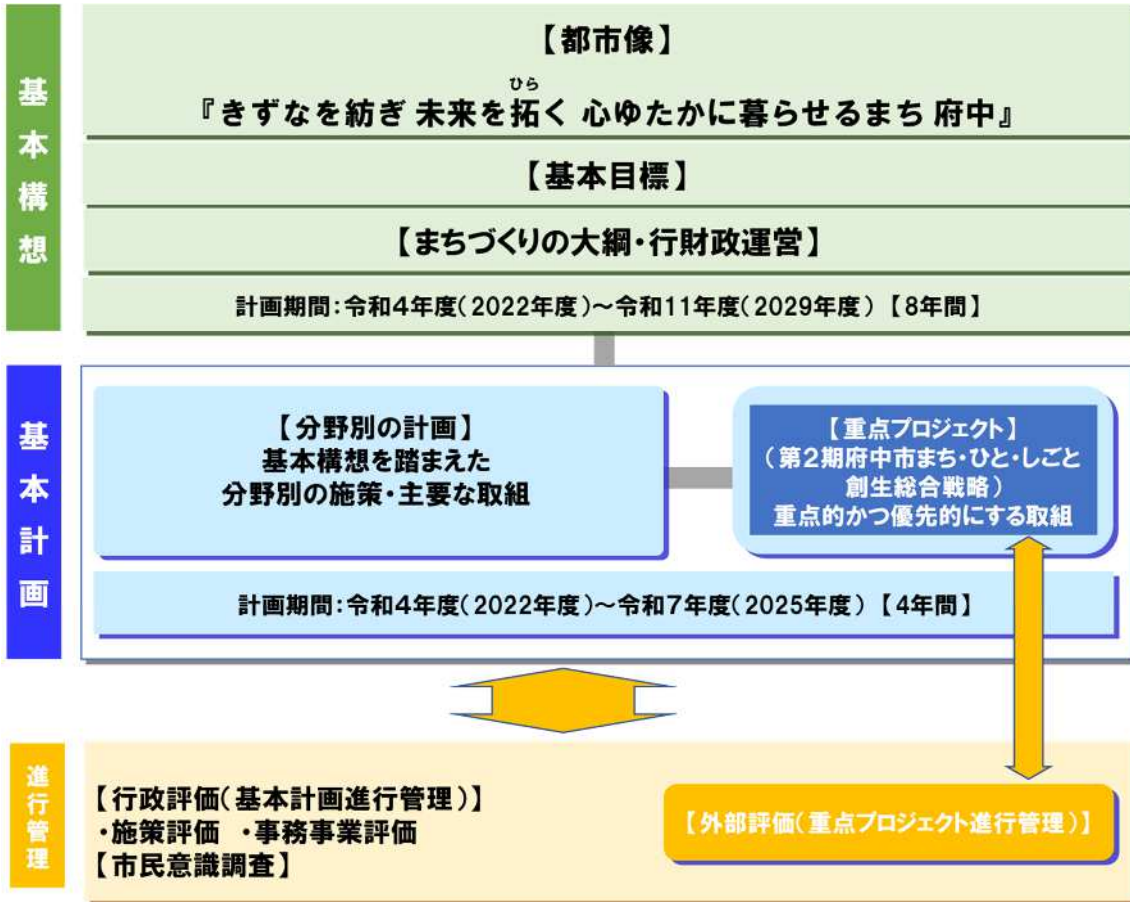 基本構想
【都市像】
ひら
『きずなを紡ぎ 未来を拓く 心ゆたかに暮らせるまち 府中』
【基本目標】
【まちづくりの大綱・行財政運営】
計画期間：令和4年度（2022年度）～令和11年度（2029年度）【8年間】
基本計画
【分野別の計画】
基本構想を踏まえた
分野別の施策・主要な取組
【重点プロジェクト】
（第2期府中市まち・ひと・しごと
創生総合戦略）
重点的かつ優先的にする取組
計画期間：令和4年度（2022年度）～令和7年度（2025年度）【4年間】
進行管理
【行政評価（基本計画進行管理）】
・施策評価 ・事務事業評価
【市民意識調査】
【外部評価（重点プロジェクト進行管理）】